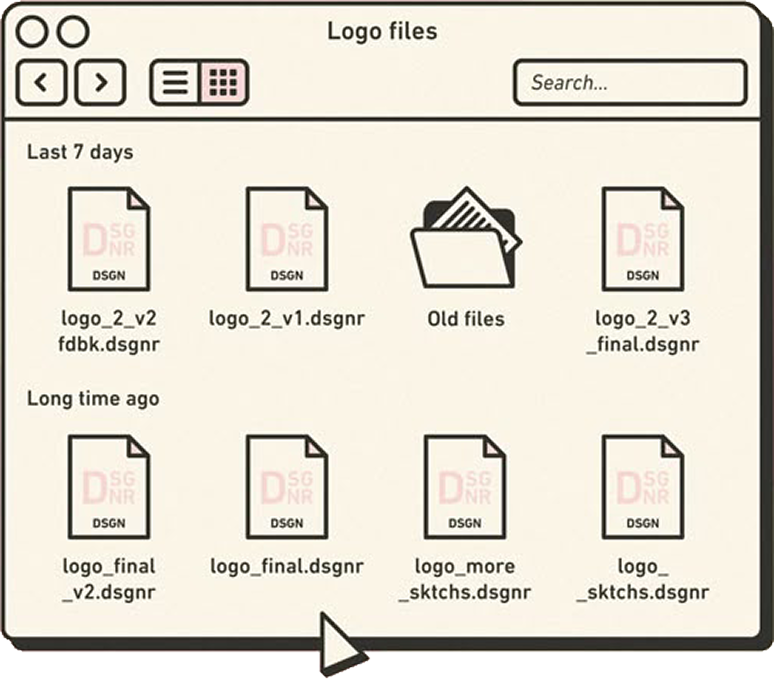 Logo files
Search...
Last 7 days
DSGNR
DSGN
DSGNR
DSGN
DSGNR
DSGN
logo_2_v2
fdbk.dsgnr
logo_2_v1.dsgnr
Old files
logo_2_v3
_final.dsgnr
Long time ago
DSGNR
DSGN
DSGNR
DSGN
DSGNR
DSGN
DSGNR
DSGN
logo_final
_v2.dsgnr
logo_final.dsgnr
logo_more
_sktchs.dsgnr
logo_
_sktchs.dsgnr